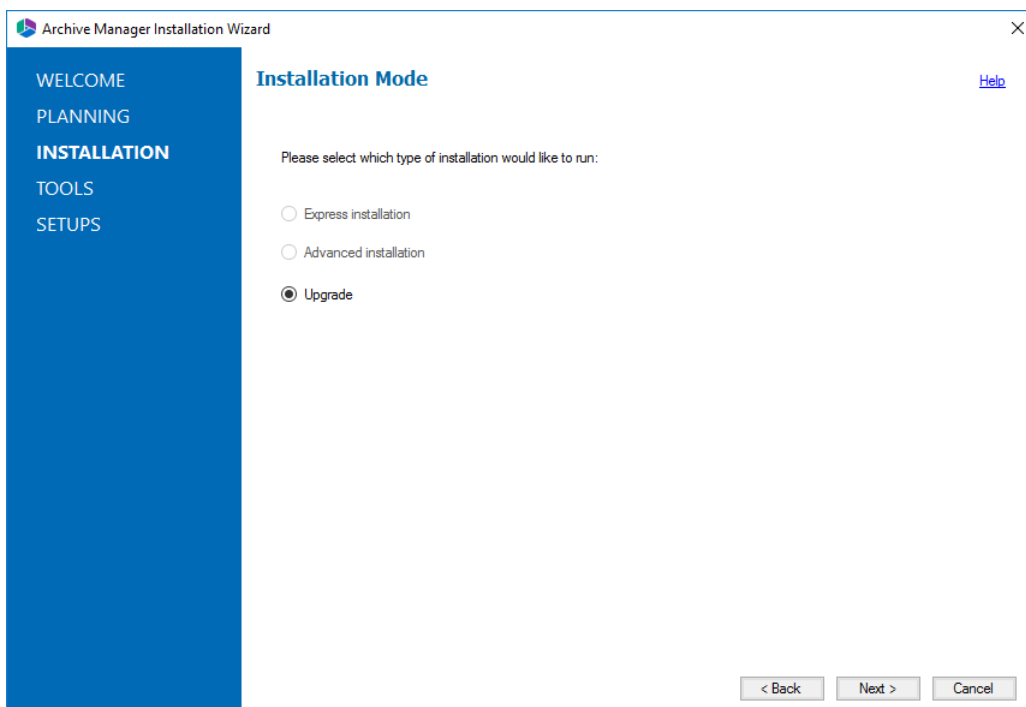 Archive Manager Installation Wizard
WELCOME
PLANNING
INSTALLATION
TOOLS
SETUPS
Installation Mode
Help
Please select which type of installation would like to run:
Express installation
Advanced installation
Upgrade
< Back
Next >
Cancel